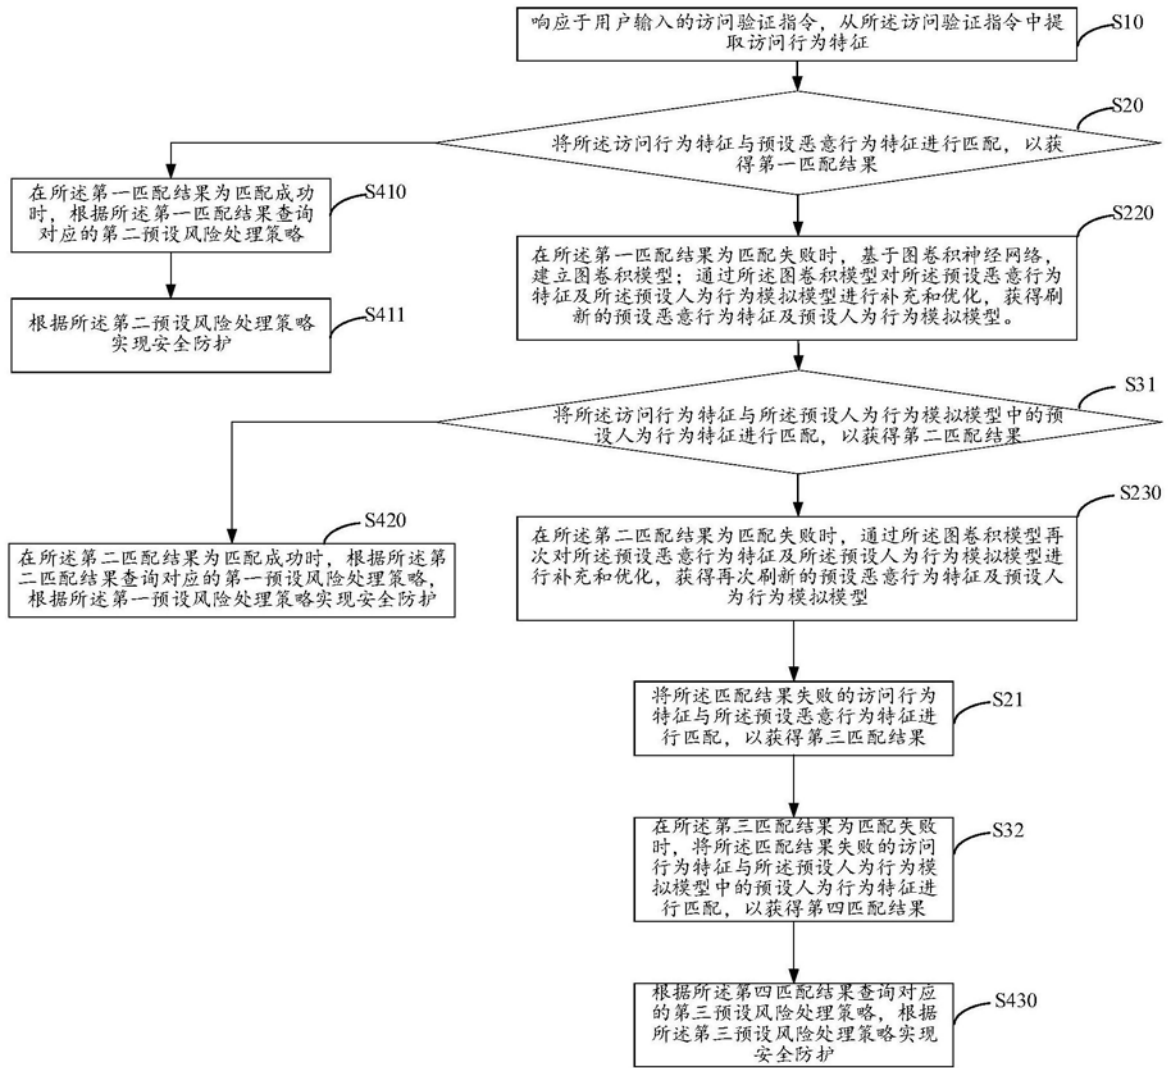 响应于用户输入的访问验证指令，从所述访问验证指令中提
取访问行为特征
S10
S20
将所述访问行为特征与预设恶意行为特征进行匹配，以获
得第一匹配结果
在所述第一匹配结果为匹配成功
时，根据所述第一匹配结果查询
对应的第二预设风险处理策略
S410
S220
在所述第一匹配结果为匹配失败时，基于图卷积神经网络，
建立图卷积模型；通过所述图卷积模型对所述预设恶意行为
特征及所述预设人为行为模拟模型进行补充和优化，获得刷
新的预设恶意行为特征及预设人为行为模拟模型。
根据所述第二预设风险处理策略
实现安全防护
S411
S31
将所述访问行为特征与所述预设人为行为模拟模型中的预
设人为行为特征进行匹配，以获得第二匹配结果
S230
在所述第二匹配结果为匹配失败时，通过所述图卷积模型再
次对所述预设恶意行为特征及所述预设人为行为模拟模型进
行补充和优化，获得再次刷新的预设恶意行为特征及预设人
为行为模拟模型
S420
在所述第二匹配结果为匹配成功时，根据所述第
二匹配结果查询对应的第一预设风险处理策略，
根据所述第一预设风险处理策略实现安全防护
将所述匹配结果失败的访问行为
特征与所述预设恶意行为特征进
行匹配，以获得第三匹配结果
S21
在所述第三匹配结果为匹配失败
时，将所述匹配结果失败的访问
行为特征与所述预设人为行为模
拟模型中的预设人为行为特征进
行匹配，以获得第四匹配结果
S32
根据所述第四匹配结果查询对应
的第三预设风险处理策略，根据
所述第三预设风险处理策略实现
安全防护
S430